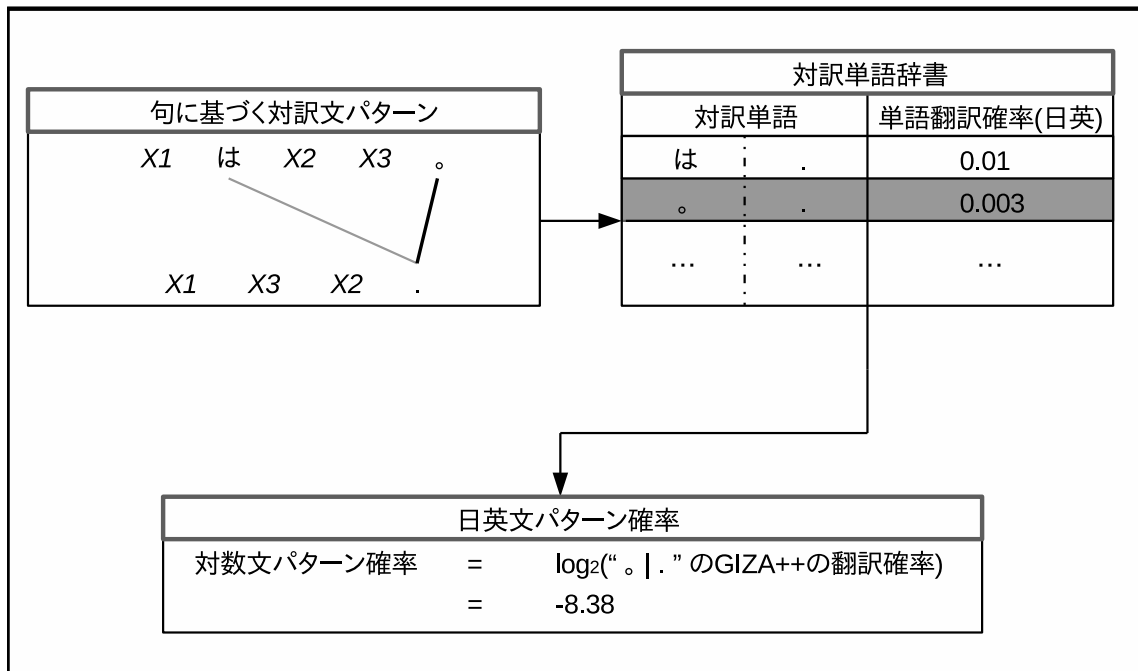 句に基づく対訳文パターン
X1 は X2 X3 。
X1 X3 X2 .
対訳単語辞書
対訳単語 単語翻訳確率(日英)
は . 0.01
。 . 0.003
… … …
日英文パターン確率
対数文パターン確率 = log2(“ 。| . ” のGIZA++の翻訳確率)
= -8.38